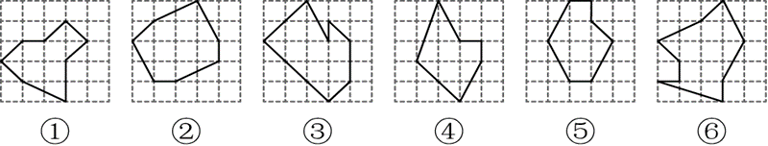 ① ② ③ ④ ⑤ ⑥